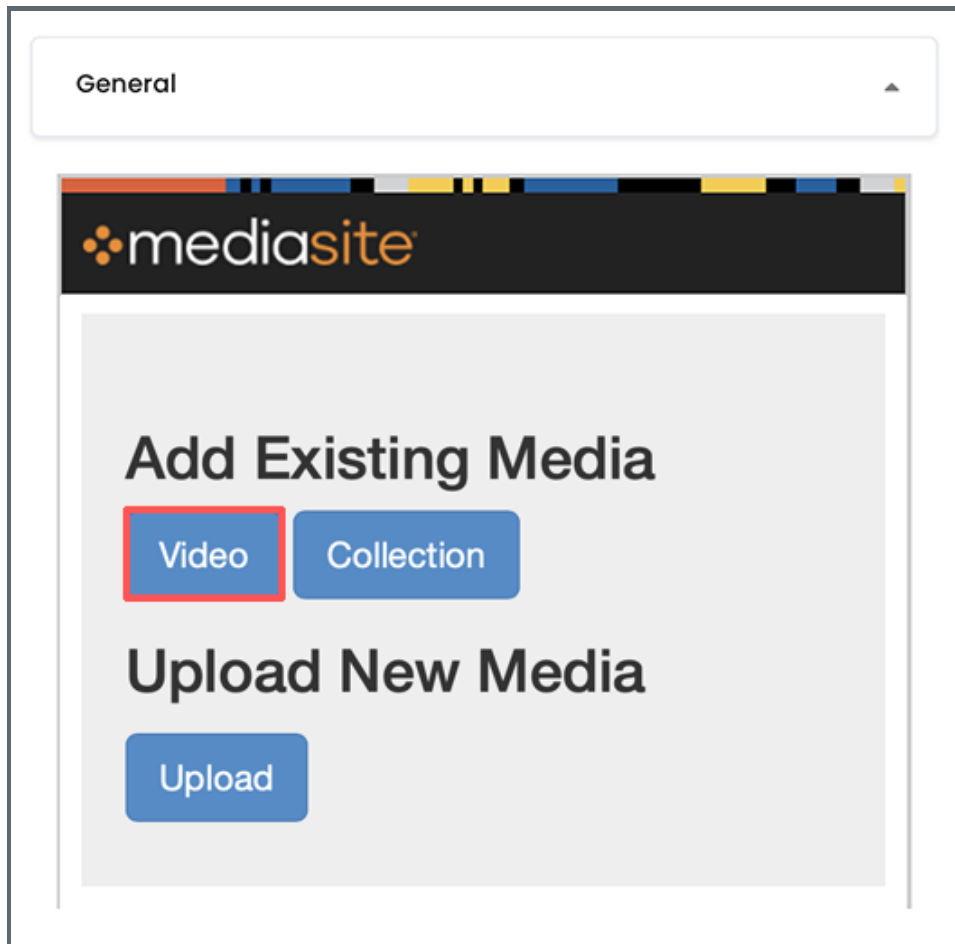 General
mediasite
Add Existing Media
Video Collection
Upload New Media
Upload